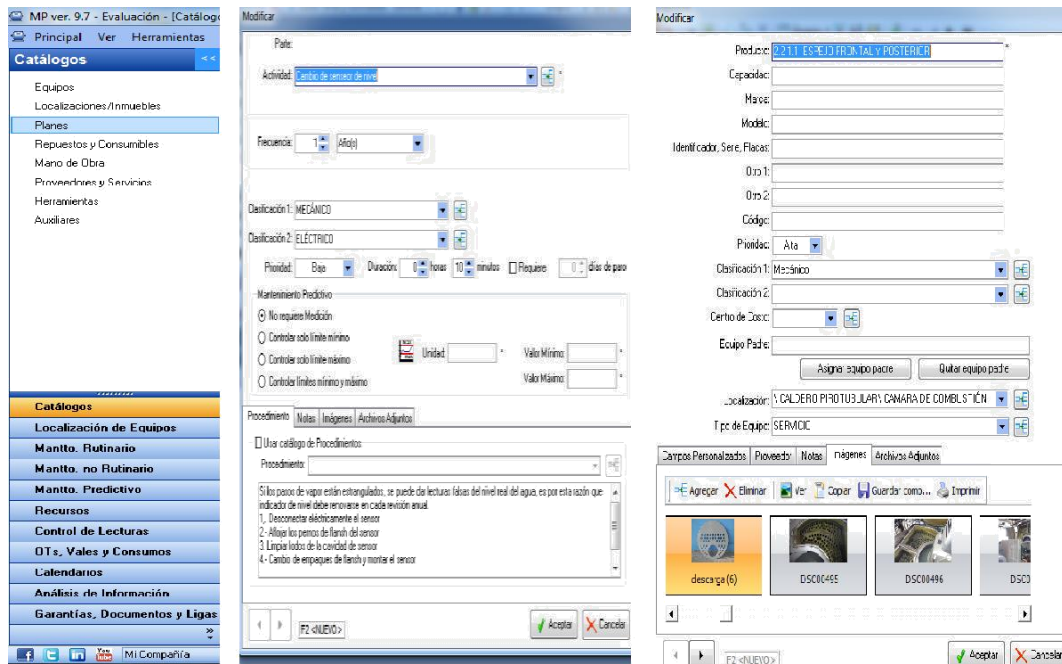 MP ver. 9.7 - Evaluación - [Catálogo
Principal Ver Herramientas
Catálogos <<
Equipos
Localizaciones/Inmuebles
Planes
Repuestos y Consumibles
Mano de Obra
Proveedores y Servicios
Herramientas
Auxiliares
Catálogos
Localización de Equipos
Mantto. Rutinario
Mantto. no Rutinario
Mantto. Predictivo
Recursos
Control de Lecturas
OTs, Vales y Consumos
Calendarios
Análisis de Información
Garantías, Documentos y Ligas
»
f t in You Tube Mi Compañía
Modificar
Parte:
Actividad: Cambio de sensor de nivel *
Frecuencia: 1 Año(s)
Clasificación 1: MECÁNICO
Clasificación 2: ELÉCTRICO
Prioridad: Baja Duración: 0 horas 10 minutos Requiere 0 días de paro
Mantenimiento Predictivo
No requiere Medición
Controlar solo límite mínimo
Controlar solo límite máximo
Controlar límites mínimo y máximo
Unidad: *
Valor Mínimo: *
Valor Máximo: *
Procedimiento Notas Imágenes Archivos Adjuntos
Usar catálogo de Procedimientos
Procedimiento:
Si los pasos de vapor están estrangulados, se puede dar lecturas falsas del nivel real del agua, es por esta razón que
indicador de nivel debe renovarse en cada revisión anual
1.- Desconectar eléctricamente el sensor
2.- Aflojar los pernos de flansh del sensor
3. Limpiar lodos de la cavidad de sensor
4.- Cambio de empaques de flansh y montar el sensor
F2 <NUEVO> Aceptar Cancelar
Modificar
Producto: 2.2.1.1 ESPEJO FRONTAL Y POSTERIOR *
Capacidad:
Marca:
Modelo:
Identificador, Serie, Placas:
Otro 1:
Otro 2:
Código:
Prioridad: Alta
Clasificación 1: Mecánico
Clasificación 2:
Centro de Costo:
Equipo Padre:
Asignar equipo padre Quitar equipo padre
Localización: \ CALDERO PIROTUBULAR\ CAMARA DE COMBUSTIÓN
Tipo de Equipo: SERVICIO
Campos Personalizados Proveedor Notas Imágenes Archivos Adjuntos
Agregar Eliminar Ver Copiar Guardar como... Imprimir
descarga (6) DSC00495 DSC00496 DSC0
F2 <NUEVO> Aceptar Cancelar